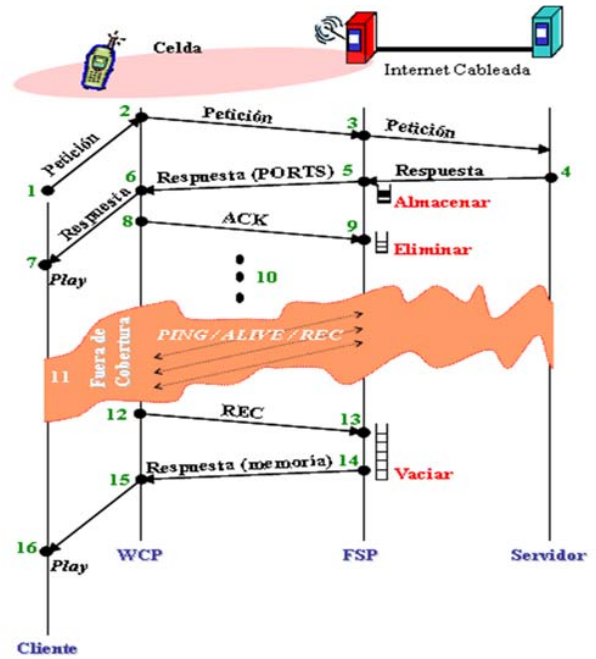 Celda
Internet Cableada
2
Petición
3
Petición
Petición
1
6
Respuesta (PORTS)
5
Respuesta
4
Respuesta
Almacenar
8
ACK
9
Eliminar
7
Play
10
11
Fuera de
Cobertura
PING / ALIVE / REC
12
REC
13
15
Respuesta (memoría)
14
Vaciar
16
Play
WCP
FSP
Servidor
Cliente